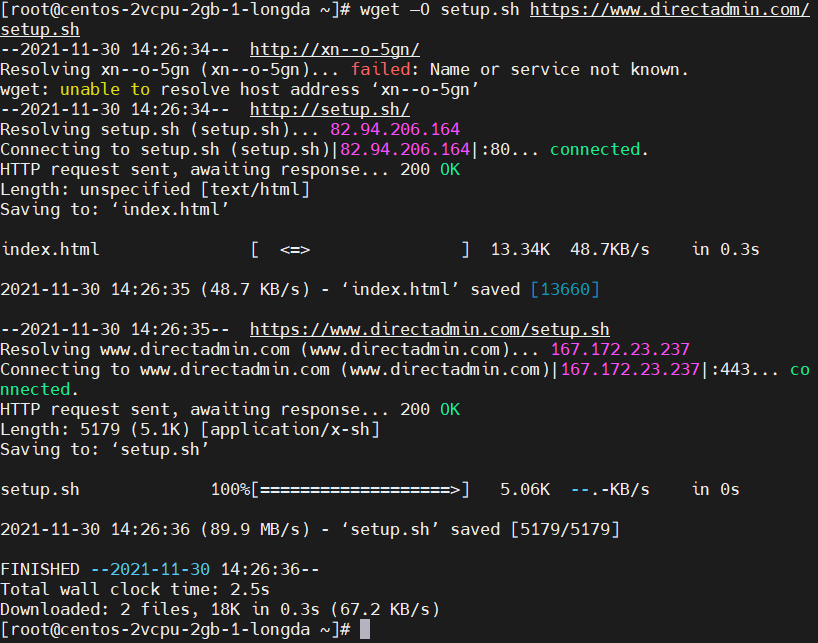 [root@centos-2vcpu-2gb-1-longda ~]# wget –O setup.sh https://www.directadmin.com/
setup.sh
--2021-11-30 14:26:34--  http://xn--o-5gn/
Resolving xn--o-5gn (xn--o-5gn)... failed: Name or service not known.
wget: unable to resolve host address ‘xn--o-5gn’
--2021-11-30 14:26:34--  http://setup.sh/
Resolving setup.sh (setup.sh)... 82.94.206.164
Connecting to setup.sh (setup.sh)|82.94.206.164|:80... connected.
HTTP request sent, awaiting response... 200 OK
Length: unspecified [text/html]
Saving to: ‘index.html’
index.html               [  <=>               ]  13.34K  48.7KB/s    in 0.3s
2021-11-30 14:26:35 (48.7 KB/s) - ‘index.html’ saved [13660]
--2021-11-30 14:26:35--  https://www.directadmin.com/setup.sh
Resolving www.directadmin.com (www.directadmin.com)... 167.172.23.237
Connecting to www.directadmin.com (www.directadmin.com)|167.172.23.237|:443... co
nnected.
HTTP request sent, awaiting response... 200 OK
Length: 5179 (5.1K) [application/x-sh]
Saving to: ‘setup.sh’
setup.sh             100%[===================>]   5.06K  --.-KB/s    in 0s
2021-11-30 14:26:36 (89.9 MB/s) - ‘setup.sh’ saved [5179/5179]
FINISHED --2021-11-30 14:26:36--
Total wall clock time: 2.5s
Downloaded: 2 files, 18K in 0.3s (67.2 KB/s)
[root@centos-2vcpu-2gb-1-longda ~]#